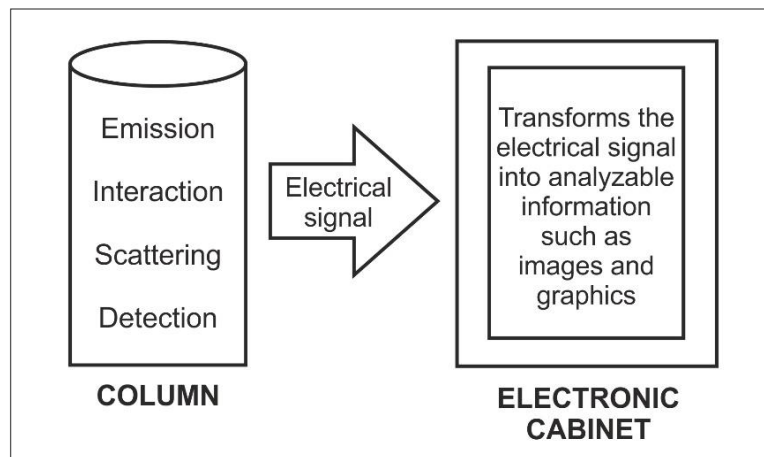 Emission
Interaction
Scattering
Detection
COLUMN
Electrical
signal
Transforms the
electrical signal
into analyzable
information
such as
images and
graphics
ELECTRONIC
CABINET